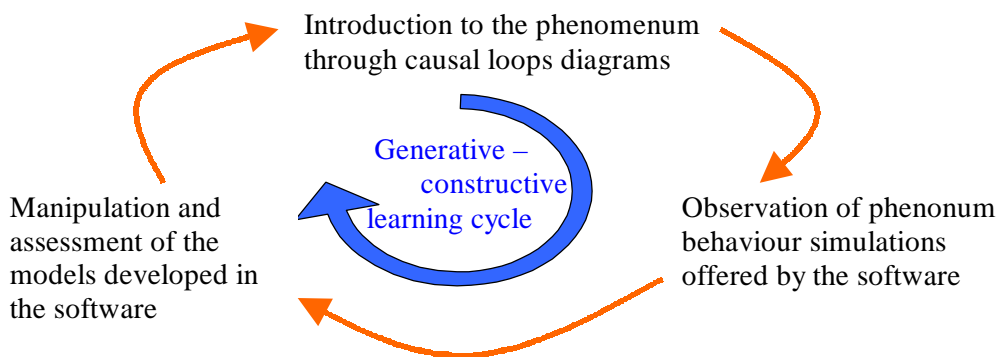 Introduction to the phenomenum
through causal loops diagrams
Generative –
constructive
learning cycle
Manipulation and
assessment of the
models developed in
the software
Observation of phenonum
behaviour simulations
offered by the software